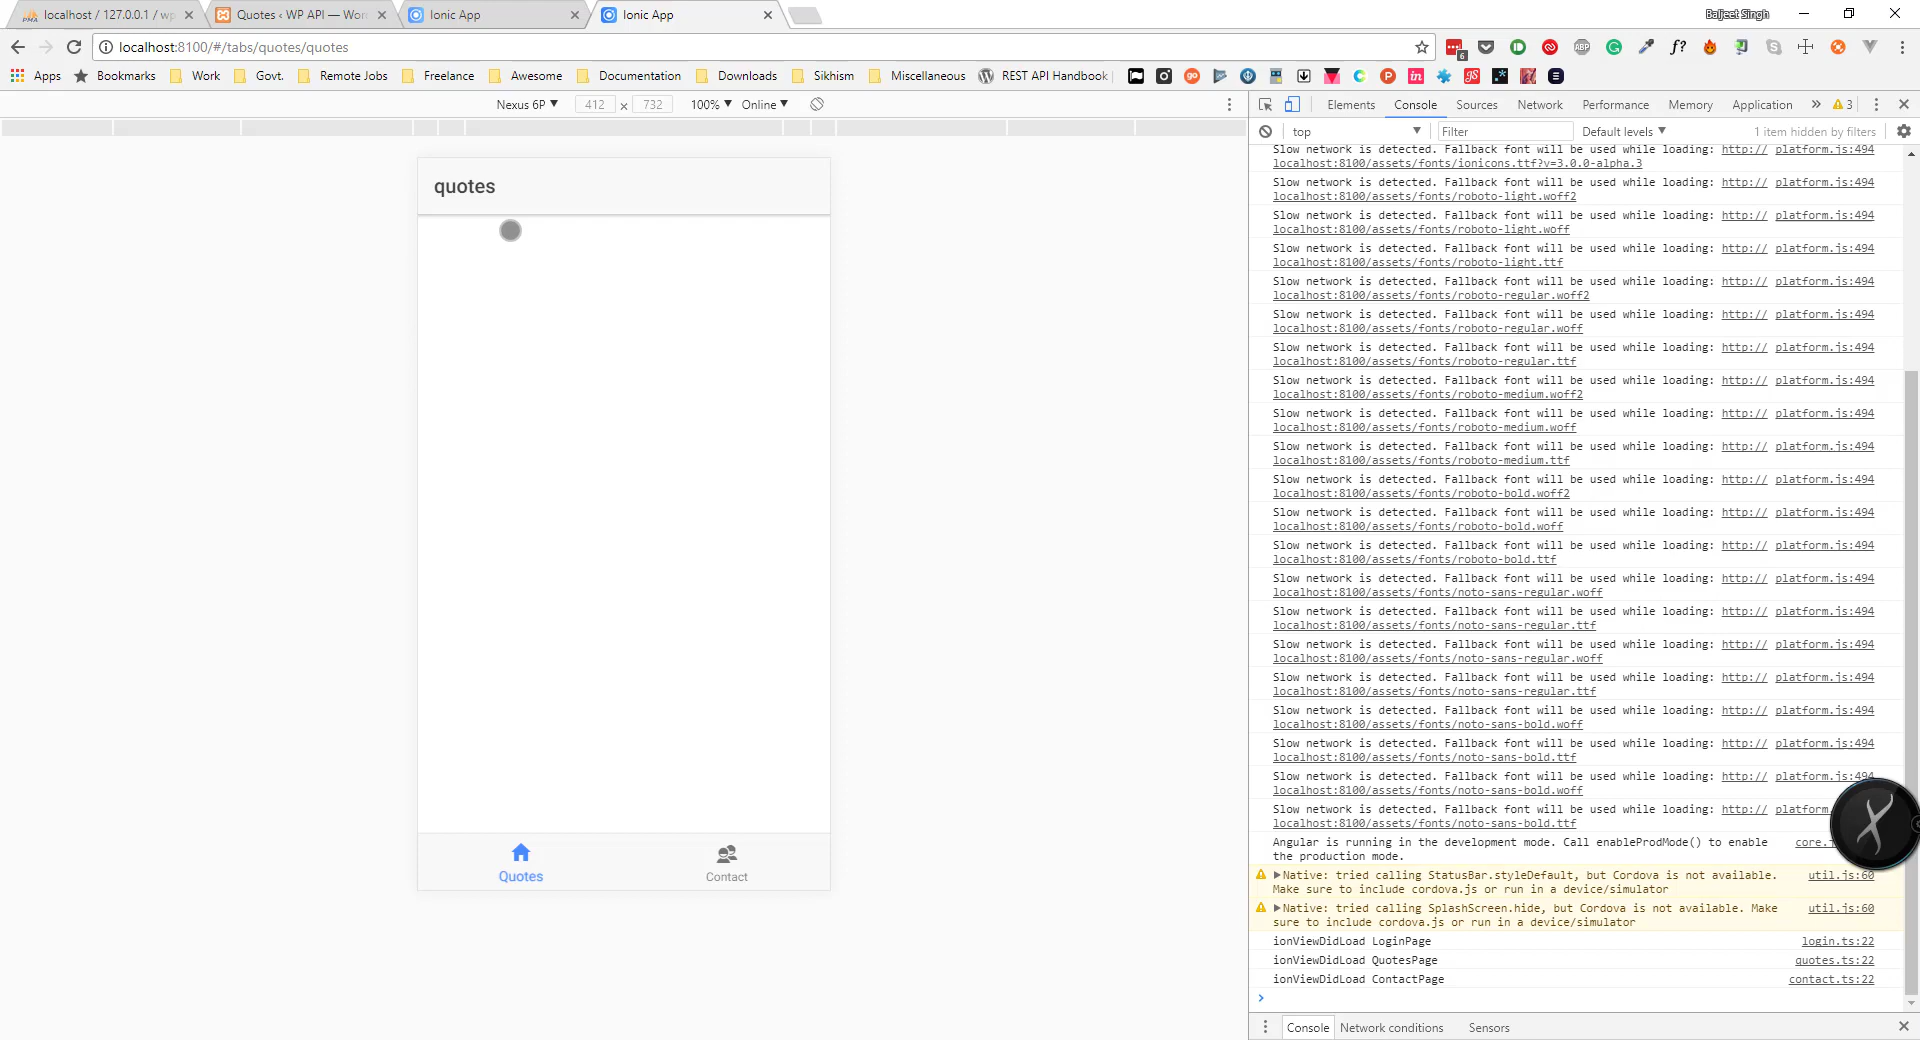 localhost / 127.0.0.1 / wp
Quotes ‹ WP API — Wor
Ionic App
Ionic App
Baljeet Singh
localhost:8100/#/tabs/quotes/quotes
6
ABP
f?
Apps
Bookmarks
Work
Govt.
Remote Jobs
Freelance
Awesome
Documentation
Downloads
Sikhism
Miscellaneous
REST API Handbook
Nexus 6P
412 x 732
100%
Online
Elements
Console
Sources
Network
Performance
Memory
Application
»
3
top
Filter
Default levels
1 item hidden by filters
quotes
Quotes
Contact
Slow network is detected. Fallback font will be used while loading: http:// platform.js:494
localhost:8100/assets/fonts/ionicons.ttf?v=3.0.0-alpha.3
Slow network is detected. Fallback font will be used while loading: http:// platform.js:494
localhost:8100/assets/fonts/roboto-light.woff2
Slow network is detected. Fallback font will be used while loading: http:// platform.js:494
localhost:8100/assets/fonts/roboto-light.woff
Slow network is detected. Fallback font will be used while loading: http:// platform.js:494
localhost:8100/assets/fonts/roboto-light.ttf
Slow network is detected. Fallback font will be used while loading: http:// platform.js:494
localhost:8100/assets/fonts/roboto-regular.woff2
Slow network is detected. Fallback font will be used while loading: http:// platform.js:494
localhost:8100/assets/fonts/roboto-regular.woff
Slow network is detected. Fallback font will be used while loading: http:// platform.js:494
localhost:8100/assets/fonts/roboto-regular.ttf
Slow network is detected. Fallback font will be used while loading: http:// platform.js:494
localhost:8100/assets/fonts/roboto-medium.woff2
Slow network is detected. Fallback font will be used while loading: http:// platform.js:494
localhost:8100/assets/fonts/roboto-medium.woff
Slow network is detected. Fallback font will be used while loading: http:// platform.js:494
localhost:8100/assets/fonts/roboto-medium.ttf
Slow network is detected. Fallback font will be used while loading: http:// platform.js:494
localhost:8100/assets/fonts/roboto-bold.woff2
Slow network is detected. Fallback font will be used while loading: http:// platform.js:494
localhost:8100/assets/fonts/roboto-bold.woff
Slow network is detected. Fallback font will be used while loading: http:// platform.js:494
localhost:8100/assets/fonts/roboto-bold.ttf
Slow network is detected. Fallback font will be used while loading: http:// platform.js:494
localhost:8100/assets/fonts/noto-sans-regular.woff
Slow network is detected. Fallback font will be used while loading: http:// platform.js:494
localhost:8100/assets/fonts/noto-sans-regular.ttf
Slow network is detected. Fallback font will be used while loading: http:// platform.js:494
localhost:8100/assets/fonts/noto-sans-regular.woff
Slow network is detected. Fallback font will be used while loading: http:// platform.js:494
localhost:8100/assets/fonts/noto-sans-regular.ttf
Slow network is detected. Fallback font will be used while loading: http:// platform.js:494
localhost:8100/assets/fonts/noto-sans-bold.woff
Slow network is detected. Fallback font will be used while loading: http:// platform.js:494
localhost:8100/assets/fonts/noto-sans-bold.ttf
Slow network is detected. Fallback font will be used while loading: http:// platform.js:494
localhost:8100/assets/fonts/noto-sans-bold.woff
Slow network is detected. Fallback font will be used while loading: http:// platform.
localhost:8100/assets/fonts/noto-sans-bold.ttf
Angular is running in the development mode. Call enableProdMode() to enable core.
the production mode.
Native: tried calling StatusBar.styleDefault, but Cordova is not available. util.js:60
Make sure to include cordova.js or run in a device/simulator
Native: tried calling SplashScreen.hide, but Cordova is not available. Make util.js:60
sure to include cordova.js or run in a device/simulator
ionViewDidLoad LoginPage login.ts:22
ionViewDidLoad QuotesPage quotes.ts:22
ionViewDidLoad ContactPage contact.ts:22
Console
Network conditions
Sensors